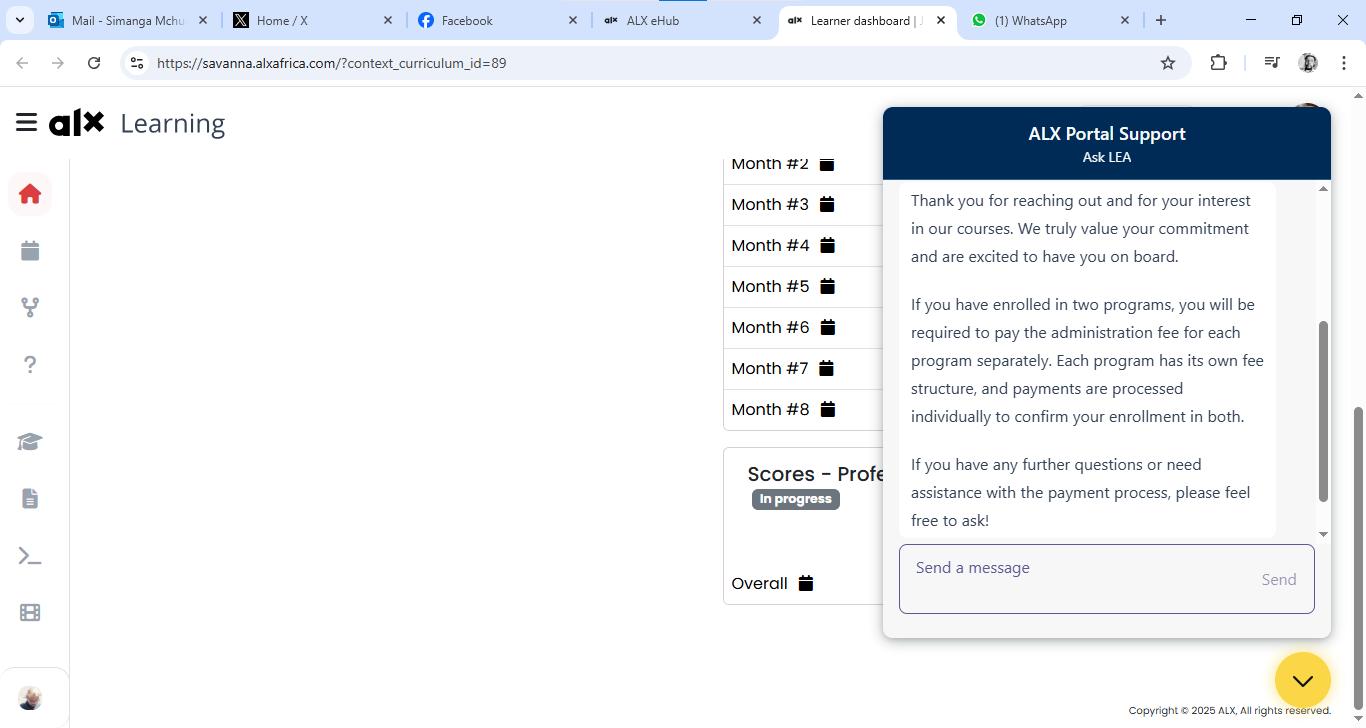 Mail - Simanga Mchu
Home / X
Facebook
ALX eHub
Learner dashboard |
(1) WhatsApp
https://savanna.alxafrica.com/?context_curriculum_id=89
alx Learning
Month #2
Month #3
Month #4
Month #5
Month #6
Month #7
Month #8
Scores - Profe
In progress
Overall
ALX Portal Support
Ask LEA
Thank you for reaching out and for your interest
in our courses. We truly value your commitment
and are excited to have you on board.
If you have enrolled in two programs, you will be
required to pay the administration fee for each
program separately. Each program has its own fee
structure, and payments are processed
individually to confirm your enrollment in both.
If you have any further questions or need
assistance with the payment process, please feel
free to ask!
Send a message
Send
Copyright © 2025 ALX, All rights reserved.